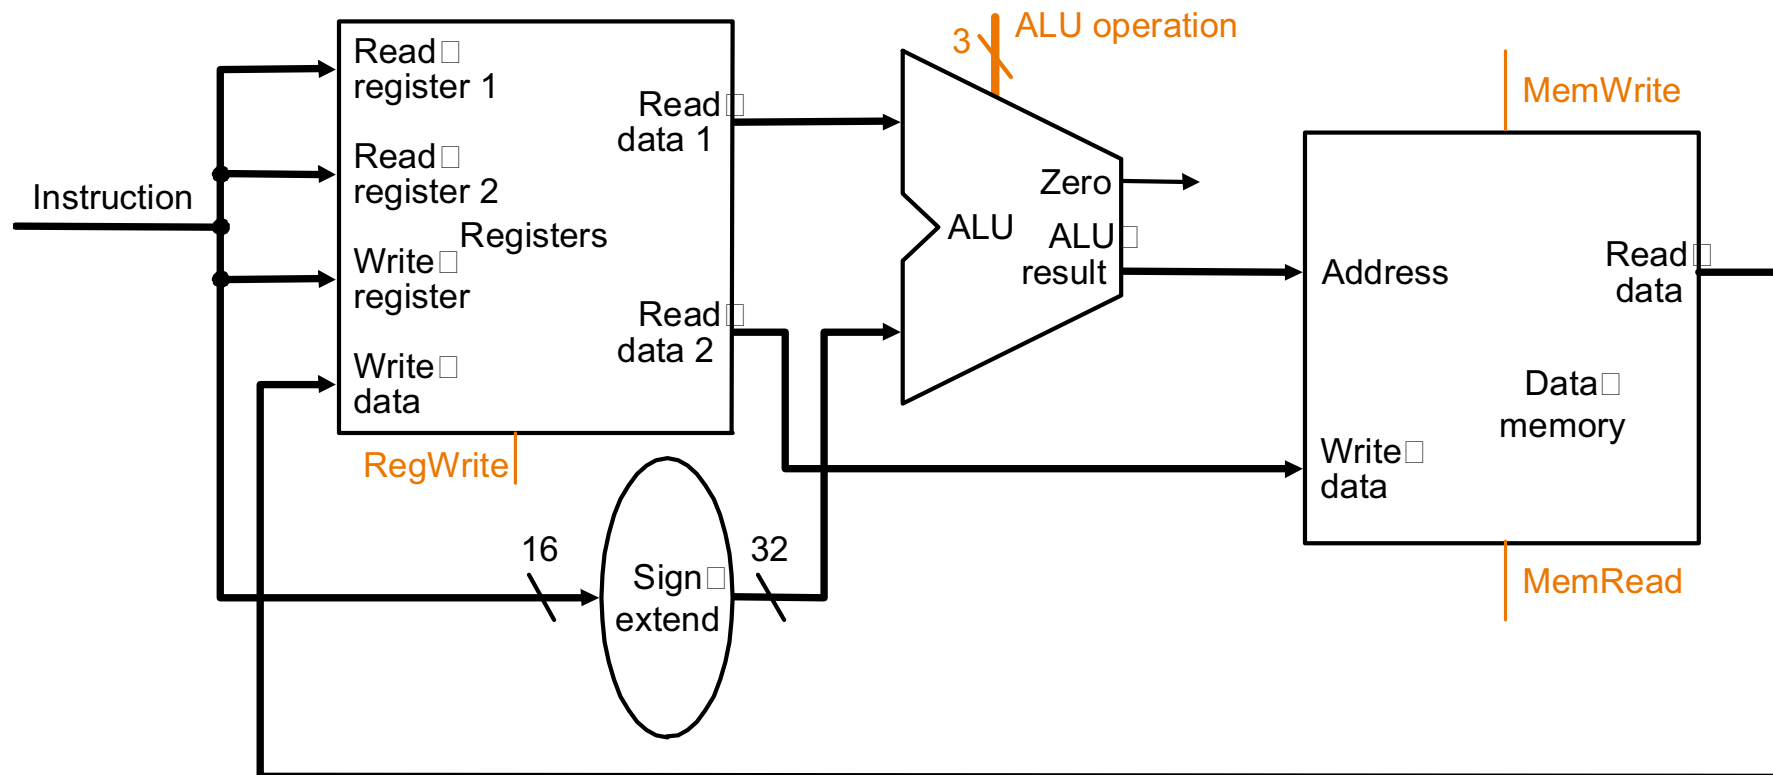 Instruction
Read
register 1
Read
register 2
Registers
Write
register
Write
data
Read
data 1
Read
data 2
RegWrite
16
Sign
extend
32
3
ALU operation
Zero
ALU
ALU
result
MemWrite
Address
Read
data
Data
memory
Write
data
MemRead